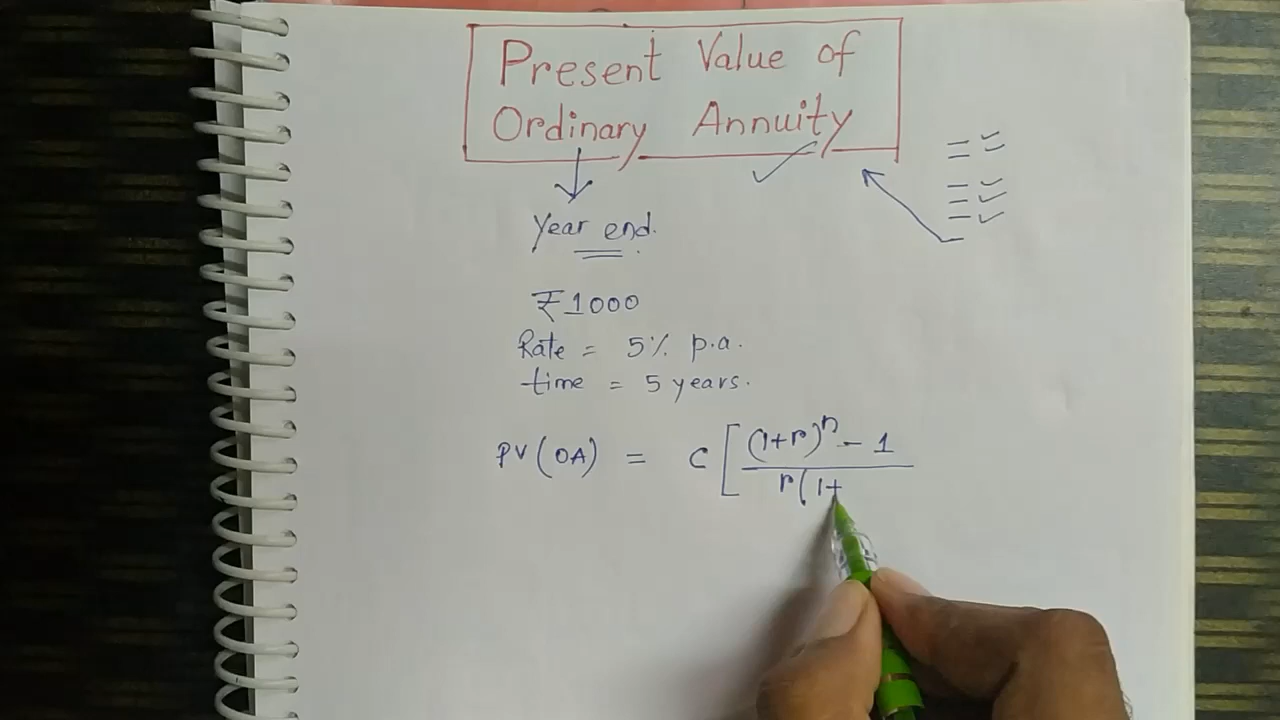 Present Value of
Ordinary Annuity
Year end.
₹1000
Rate = 5% p.a.
time = 5 years.
PV(OA) = C[(1+r)^n - 1
r(1+